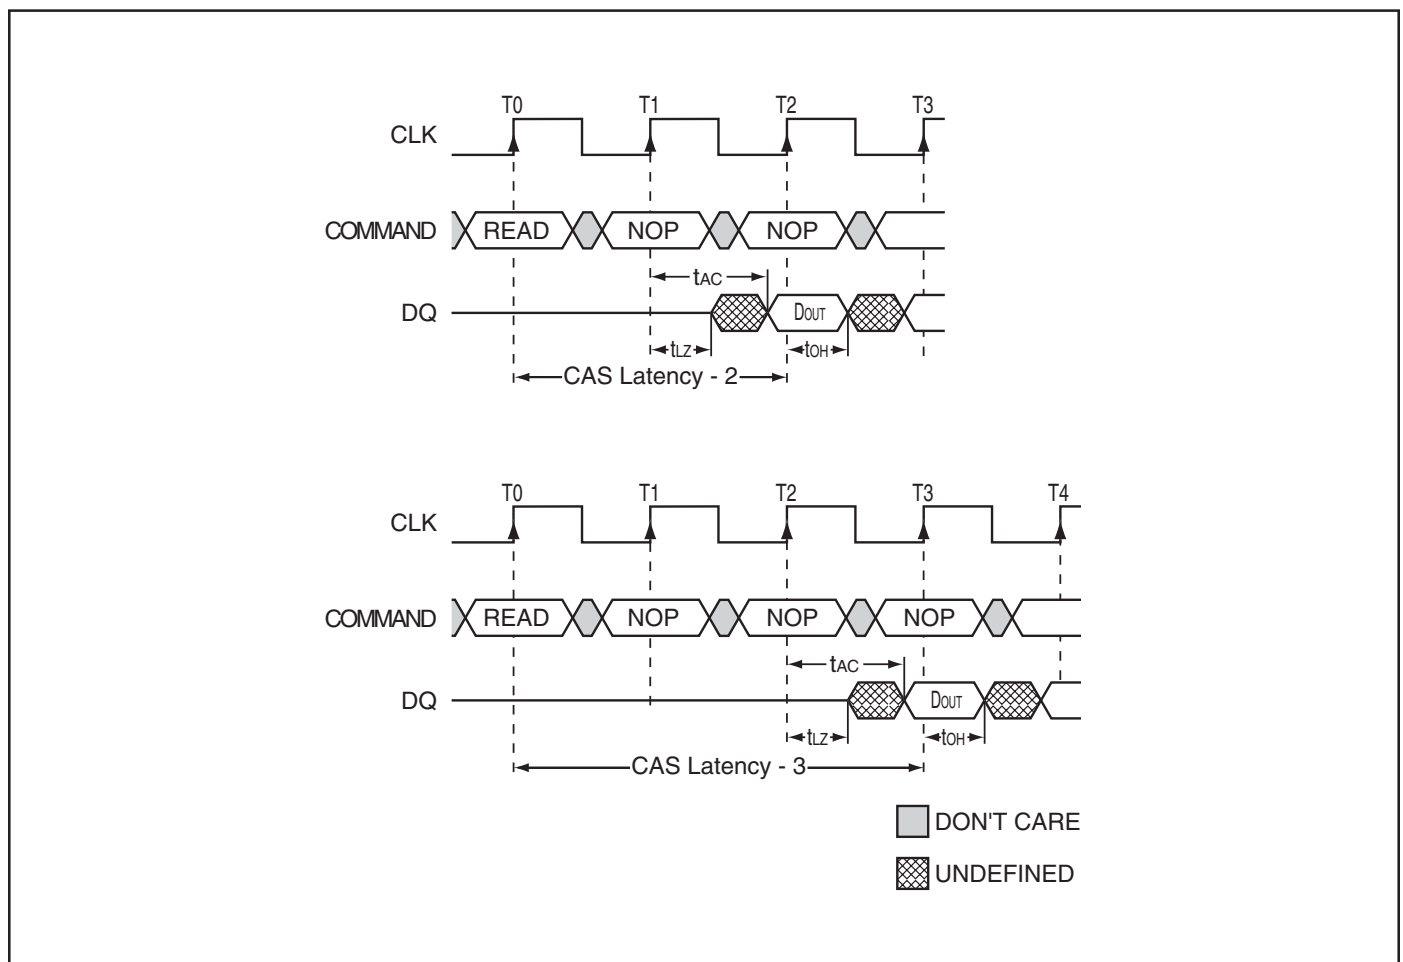 T0 T1 T2 T3
CLK
COMMAND READ NOP NOP
tAC
DQ DOUT
tLZ tOH
CAS Latency - 2
T0 T1 T2 T3 T4
CLK
COMMAND READ NOP NOP NOP
tAC
DQ DOUT
tLZ tOH
CAS Latency - 3
DON'T CARE
UNDEFINED